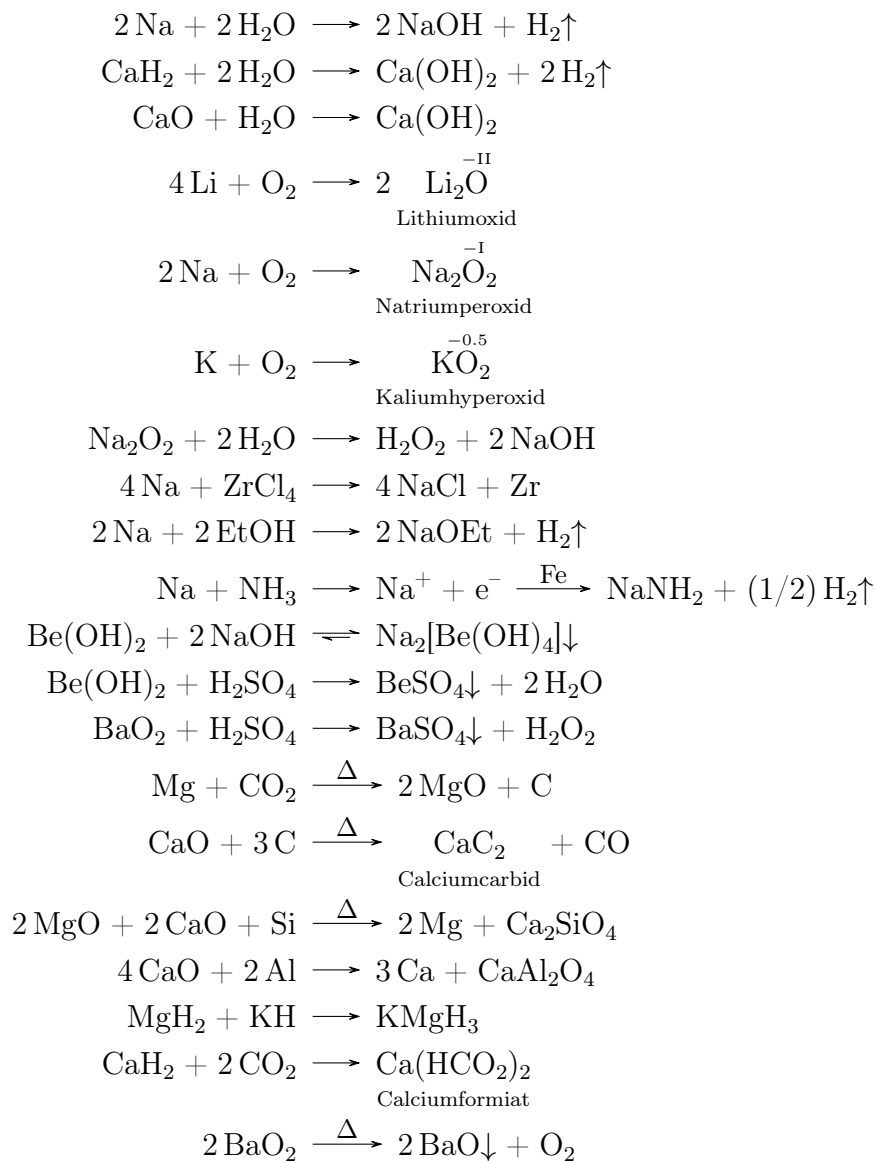 2 Na + 2 H₂O ⟶ 2 NaOH + H₂↑
CaH₂ + 2 H₂O ⟶ Ca(OH)₂ + 2 H₂↑
CaO + H₂O ⟶ Ca(OH)₂
−II
4 Li + O₂ ⟶ 2 Li₂O
Lithiumoxid
−I
2 Na + O₂ ⟶ Na₂O₂
Natriumperoxid
−0.5
K + O₂ ⟶ KO₂
Kaliumhyperoxid
Na₂O₂ + 2 H₂O ⟶ H₂O₂ + 2 NaOH
4 Na + ZrCl₄ ⟶ 4 NaCl + Zr
2 Na + 2 EtOH ⟶ 2 NaOEt + H₂↑
Na + NH₃ ⟶ Na⁺ + e⁻ ⟶[Fe] NaNH₂ + (1/2) H₂↑
Be(OH)₂ + 2 NaOH ⇌ Na₂[Be(OH)₄]↓
Be(OH)₂ + H₂SO₄ ⟶ BeSO₄↓ + 2 H₂O
BaO₂ + H₂SO₄ ⟶ BaSO₄↓ + H₂O₂
Mg + CO₂ ⟶[Δ] 2 MgO + C
CaO + 3 C ⟶[Δ] CaC₂ + CO
Calciumcarbid
2 MgO + 2 CaO + Si ⟶[Δ] 2 Mg + Ca₂SiO₄
4 CaO + 2 Al ⟶ 3 Ca + CaAl₂O₄
MgH₂ + KH ⟶ KMgH₃
CaH₂ + 2 CO₂ ⟶ Ca(HCO₂)₂
Calciumformiat
2 BaO₂ ⟶[Δ] 2 BaO↓ + O₂